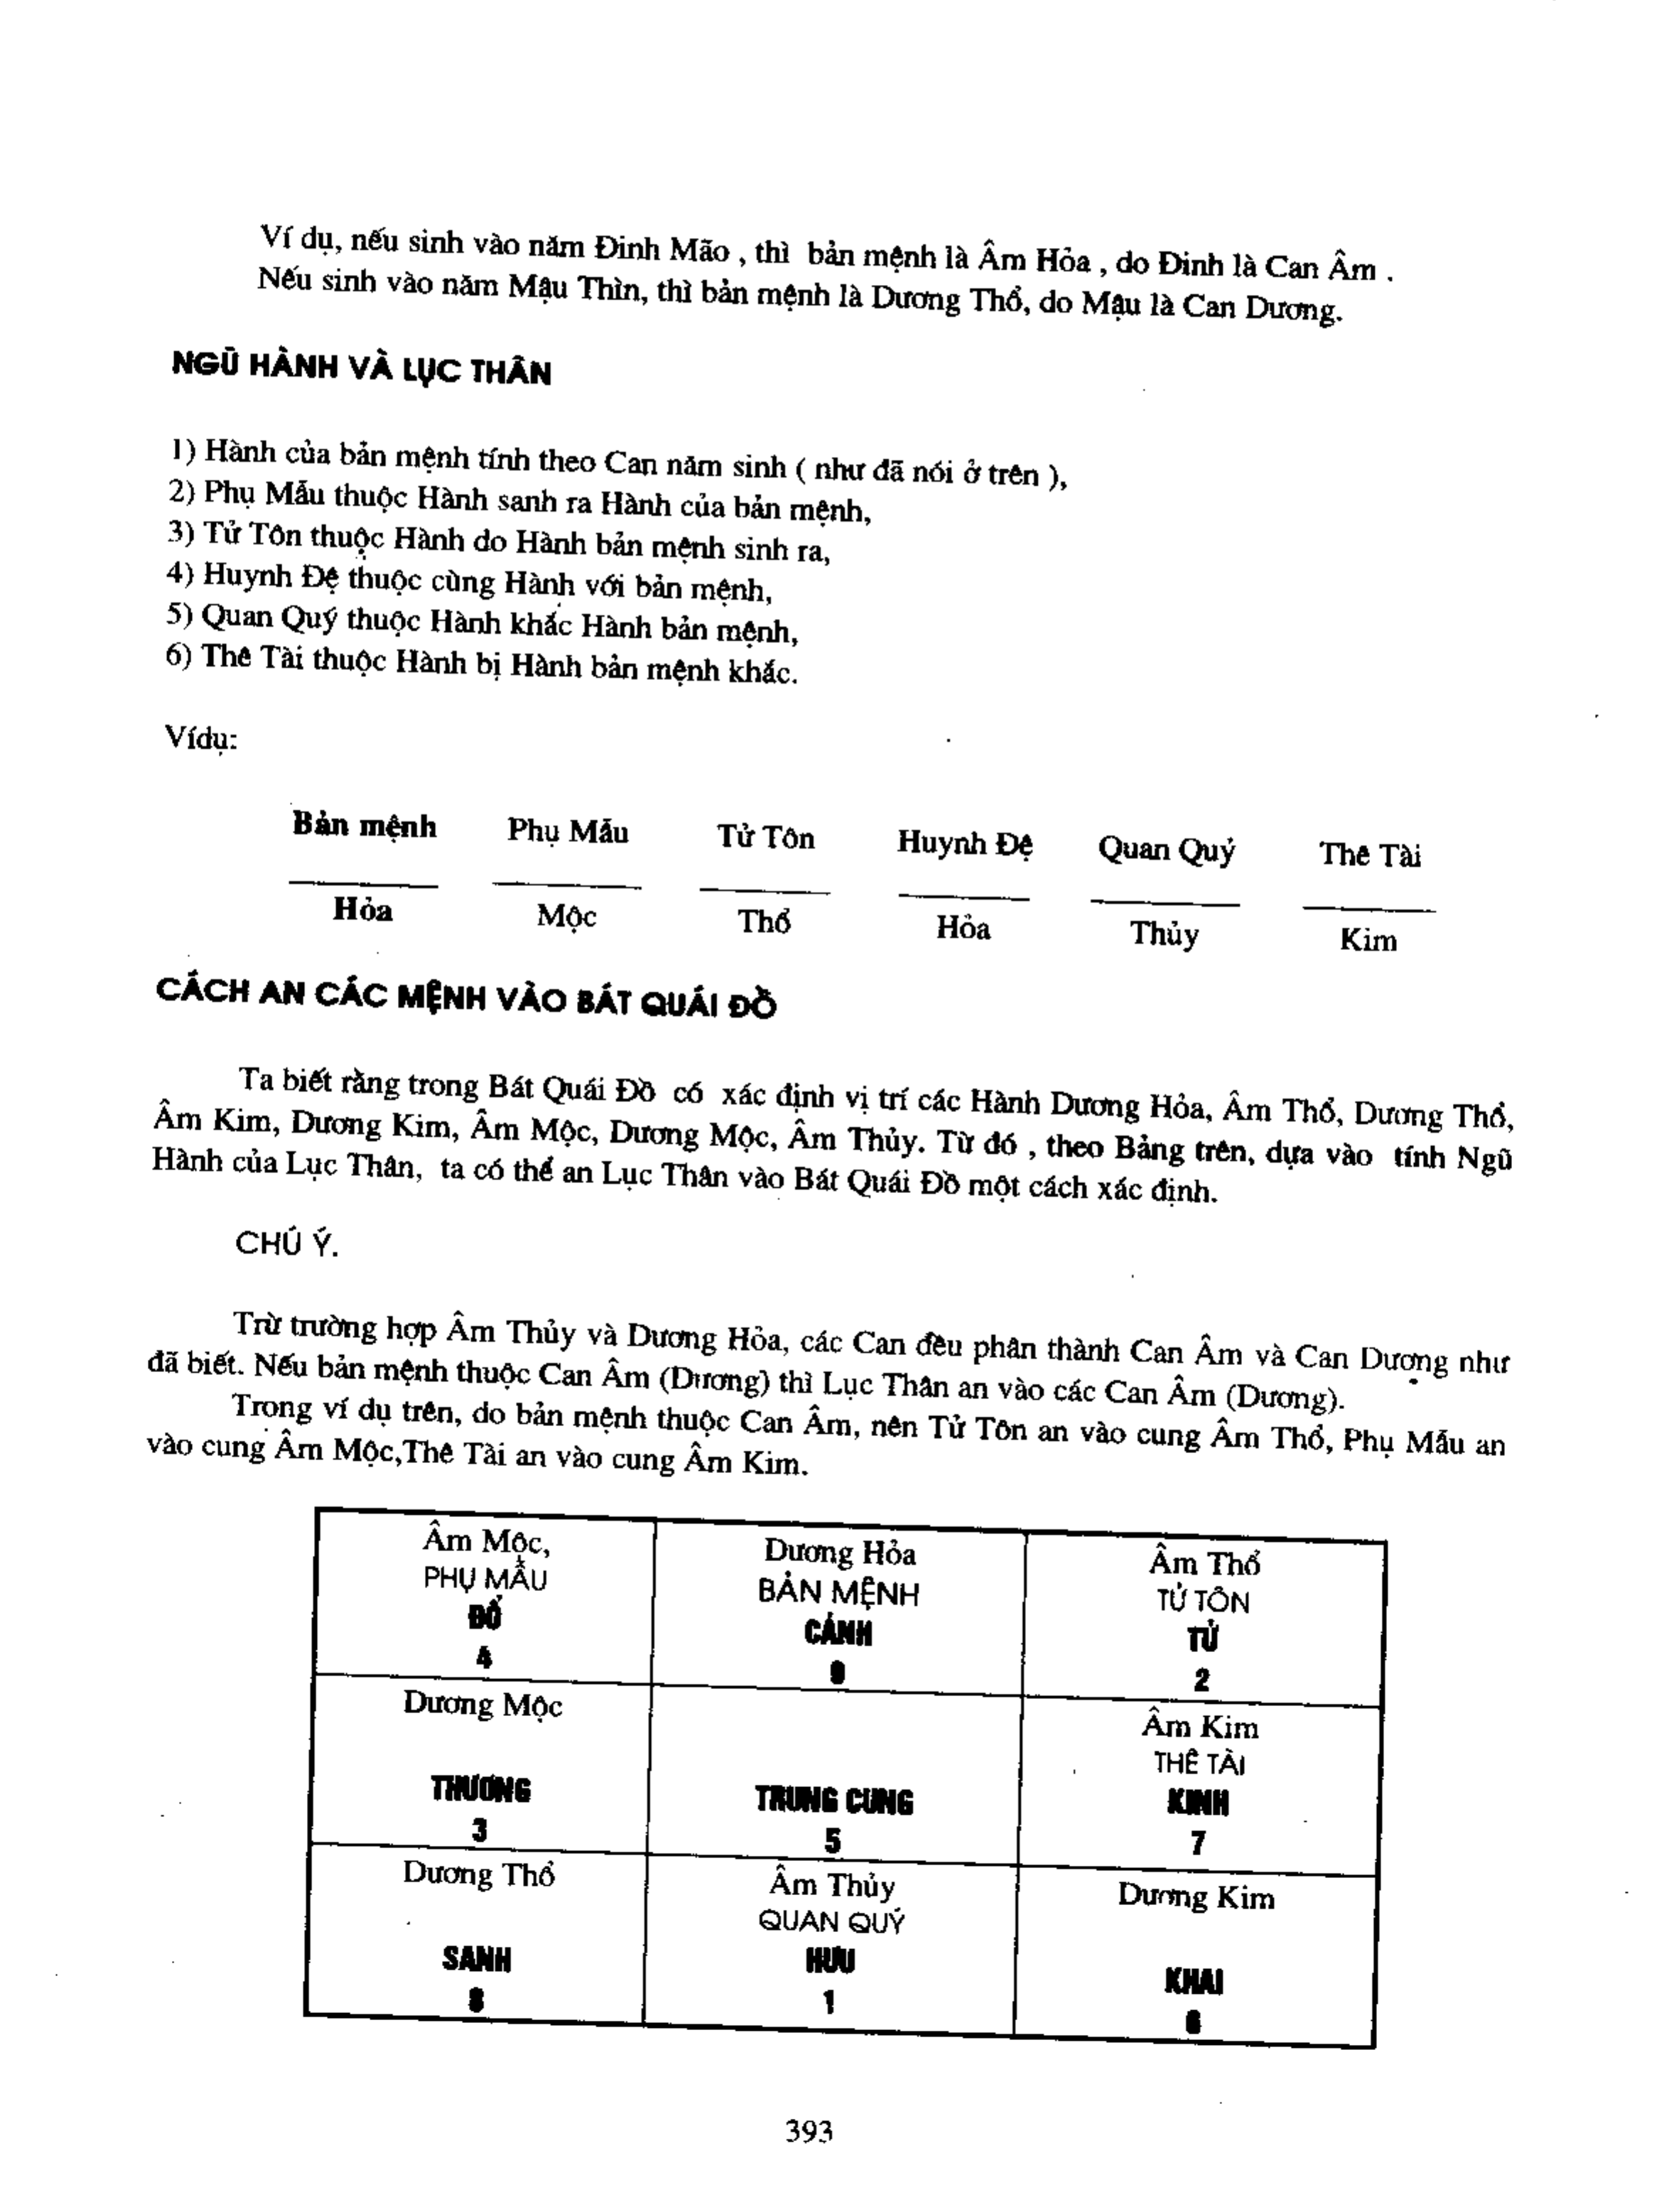 Ví dụ, nếu sinh vào năm Đinh Mão , thì bản mệnh là Âm Hỏa , do Đinh là Can Âm .
Nếu sinh vào năm Mậu Thìn, thì bản mệnh là Dương Thổ, do Mậu là Can Dương.
NGŨ HÀNH VÀ LỤC THÂN
1) Hành của bản mệnh tính theo Can năm sinh ( như đã nói ở trên ),
2) Phụ Mẫu thuộc Hành sanh ra Hành của bản mệnh,
3) Tử Tôn thuộc Hành do Hành bản mệnh sinh ra,
4) Huynh Đệ thuộc cùng Hành với bản mệnh,
5) Quan Quý thuộc Hành khắc Hành bản mệnh,
6) Thê Tài thuộc Hành bị Hành bản mệnh khắc.
Vídụ:
Bản mệnh Phụ Mẫu Tử Tôn Huynh Đệ Quan Quỷ Thê Tài
Hỏa Mộc Thổ Hỏa Thủy Kim
CÁCH AN CÁC MỆNH VÀO BÁT QUÁI ĐỒ
Ta biết rằng trong Bát Quái Đồ có xác định vị trí các Hành Dương Hỏa, Âm Thổ, Dương Thổ,
Âm Kim, Dương Kim, Âm Mộc, Dương Mộc, Âm Thủy. Từ đó , theo Bảng trên, dựa vào tính Ngũ
Hành của Lục Thân, ta có thể an Lục Thân vào Bát Quái Đồ một cách xác định.
CHÚ Ý.
Trừ trường hợp Âm Thủy và Dương Hỏa, các Can đều phân thành Can Âm và Can Dương như
đã biết. Nếu bản mệnh thuộc Can Âm (Dương) thì Lục Thân an vào các Can Âm (Dương).
Trong ví dụ trên, do bản mệnh thuộc Can Âm, nên Tử Tôn an vào cung Âm Thổ, Phụ Mẫu an
vào cung Âm Mộc,Thê Tài an vào cung Âm Kim.
Âm Mộc,
PHỤ MẪU
ĐỖ
4
Dương Hỏa
BẢN MỆNH
CẢNH
9
Âm Thổ
TỬ TÔN
TỬ
2
Dương Mộc
THƯƠNG
3
TRUNG CUNG
5
Âm Kim
THÊ TÀI
KINH
7
Dương Thổ
SANH
8
Âm Thủy
QUAN QUÝ
HƯU
1
Dương Kim
KHAI
6
393